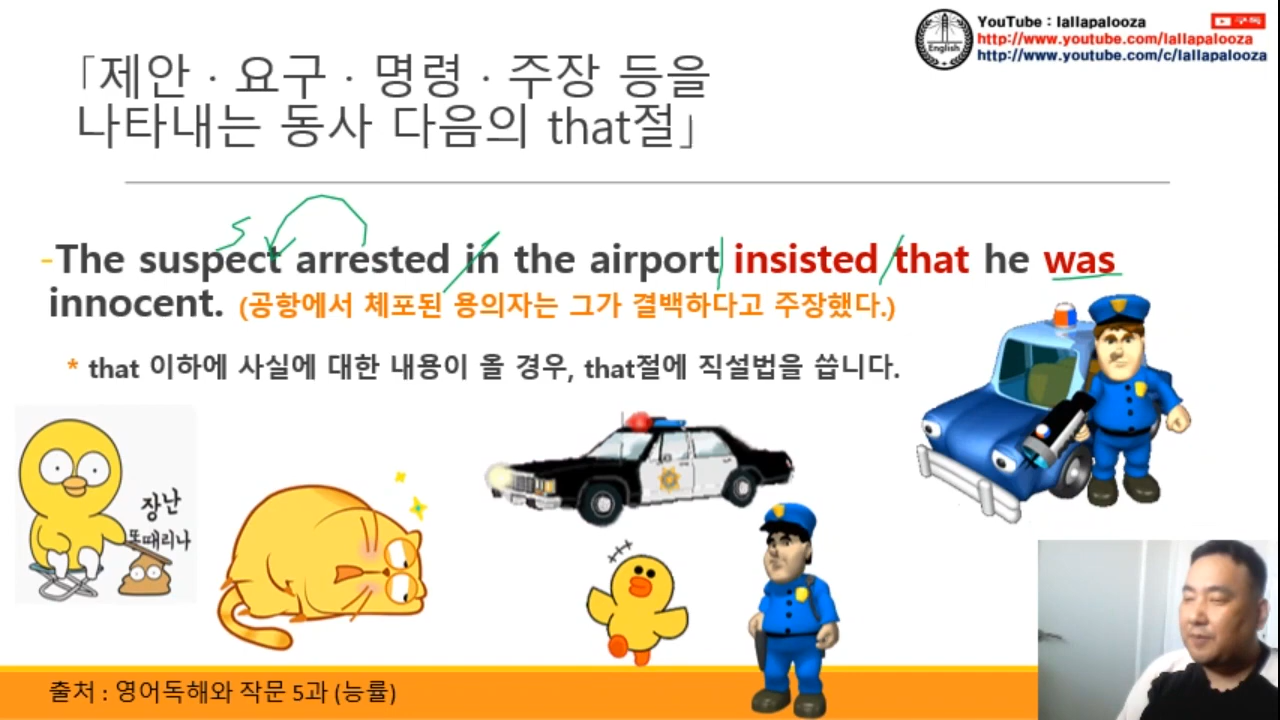 YouTube : lallapalooza
구독
http://www.youtube.com/lallapalooza
English
http://www.youtube.com/c/lallapalooza
「제안 · 요구 · 명령 · 주장 등을
나타내는 동사 다음의 that절」
S
-The suspect arrested in the airport insisted that he was
innocent. (공항에서 체포된 용의자는 그가 결백하다고 주장했다.)
* that 이하에 사실에 대한 내용이 올 경우, that절에 직설법을 씁니다.
장난
똥때리나
출처 : 영어독해와 작문 5과 (능률)